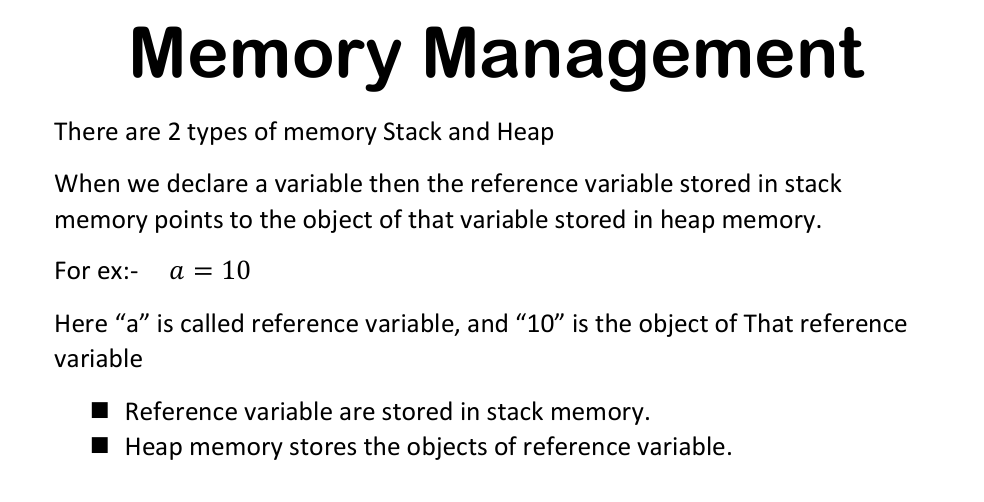 Memory Management
There are 2 types of memory Stack and Heap
When we declare a variable then the reference variable stored in stack
memory points to the object of that variable stored in heap memory.
For ex:- a = 10
Here “a” is called reference variable, and “10” is the object of That reference
variable
■ Reference variable are stored in stack memory.
■ Heap memory stores the objects of reference variable.